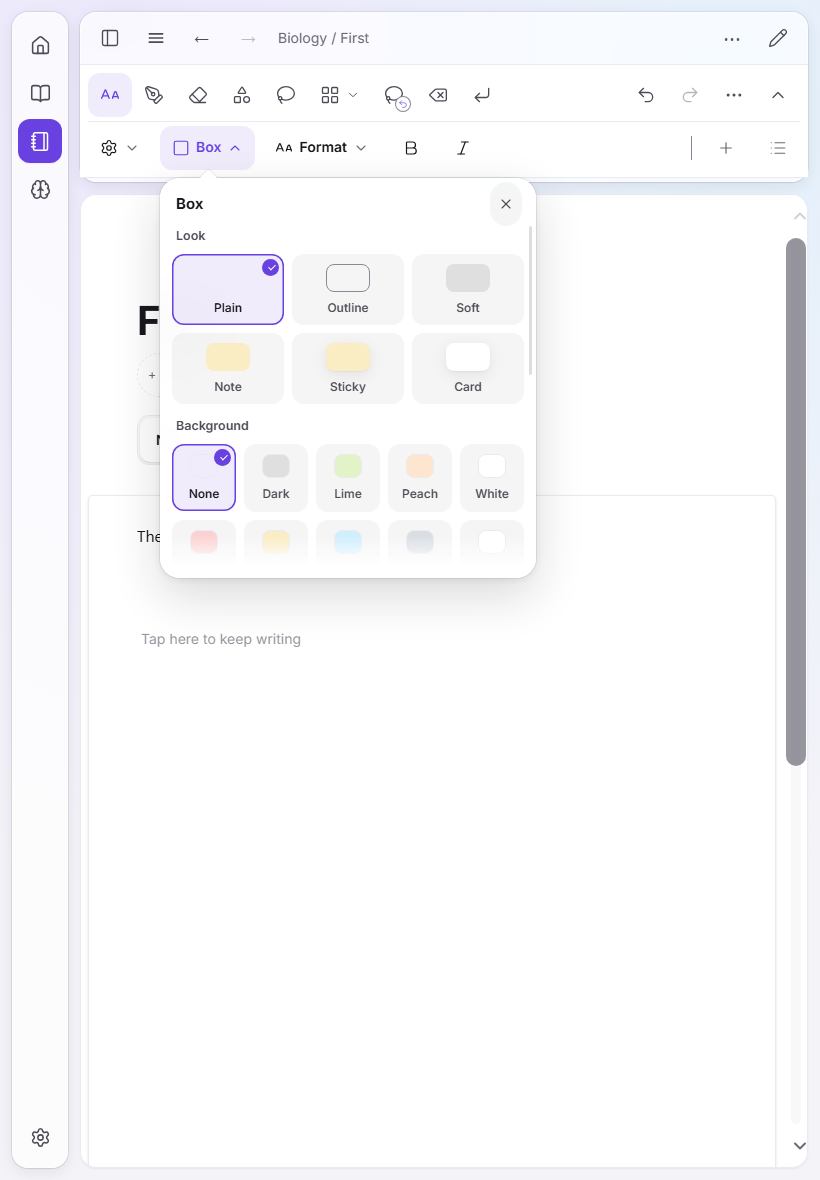 Biology / First
Box
Format
B
I
Box
Look
Plain
Outline
Soft
Note
Sticky
Card
Background
None
Dark
Lime
Peach
White
F
The
Tap here to keep writing